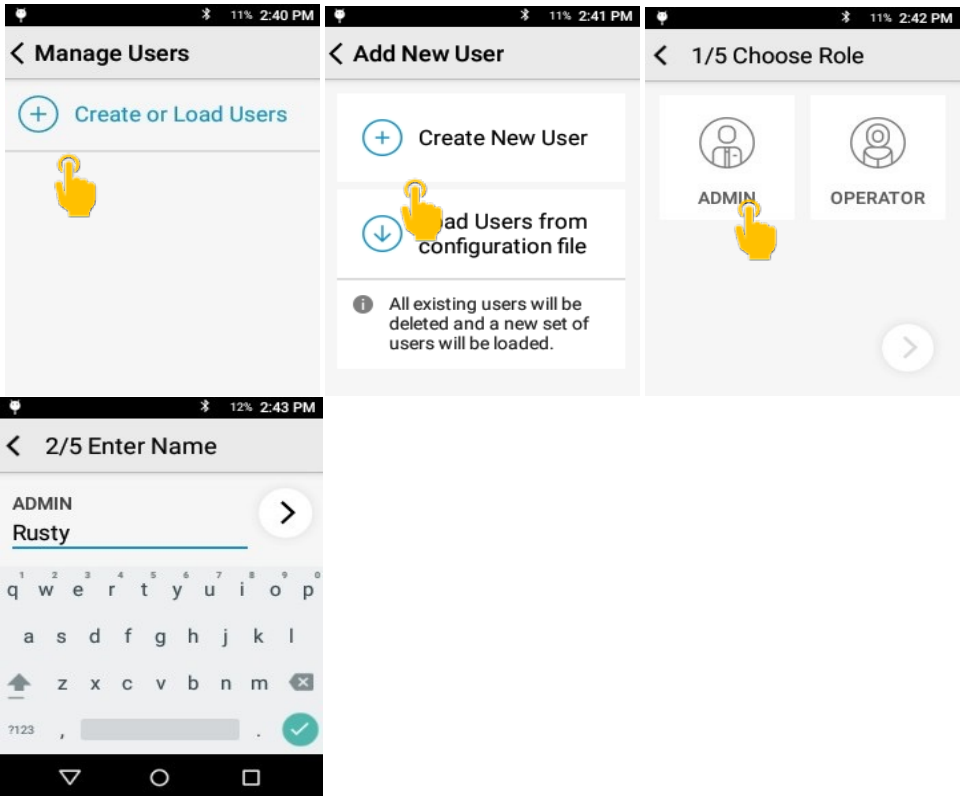 11% 2:40 PM
Manage Users
Create or Load Users
11% 2:41 PM
Add New User
Create New User
ad Users from
configuration file
All existing users will be
deleted and a new set of
users will be loaded.
11% 2:42 PM
1/5 Choose Role
ADMIN
OPERATOR
12% 2:43 PM
2/5 Enter Name
ADMIN
Rusty
1 2 3 4 5 6 7 8 9 0
q w e r t y u i o p
a s d f g h j k l
z x c v b n m
?123 , .